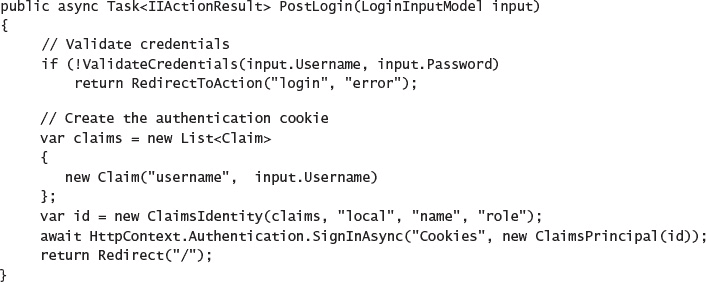 public async Task<IIActionResult> PostLogin(LoginInputModel input)
{
// Validate credentials
if (!ValidateCredentials(input.Username, input.Password)
return RedirectToAction("login", "error");
// Create the authentication cookie
var claims = new List<Claim>
{
new Claim("username",  input.Username)
};
var id = new ClaimsIdentity(claims, "local", "name", "role");
await HttpContext.Authentication.SignInAsync("Cookies", new ClaimsPrincipal(id));
return Redirect("/");
}